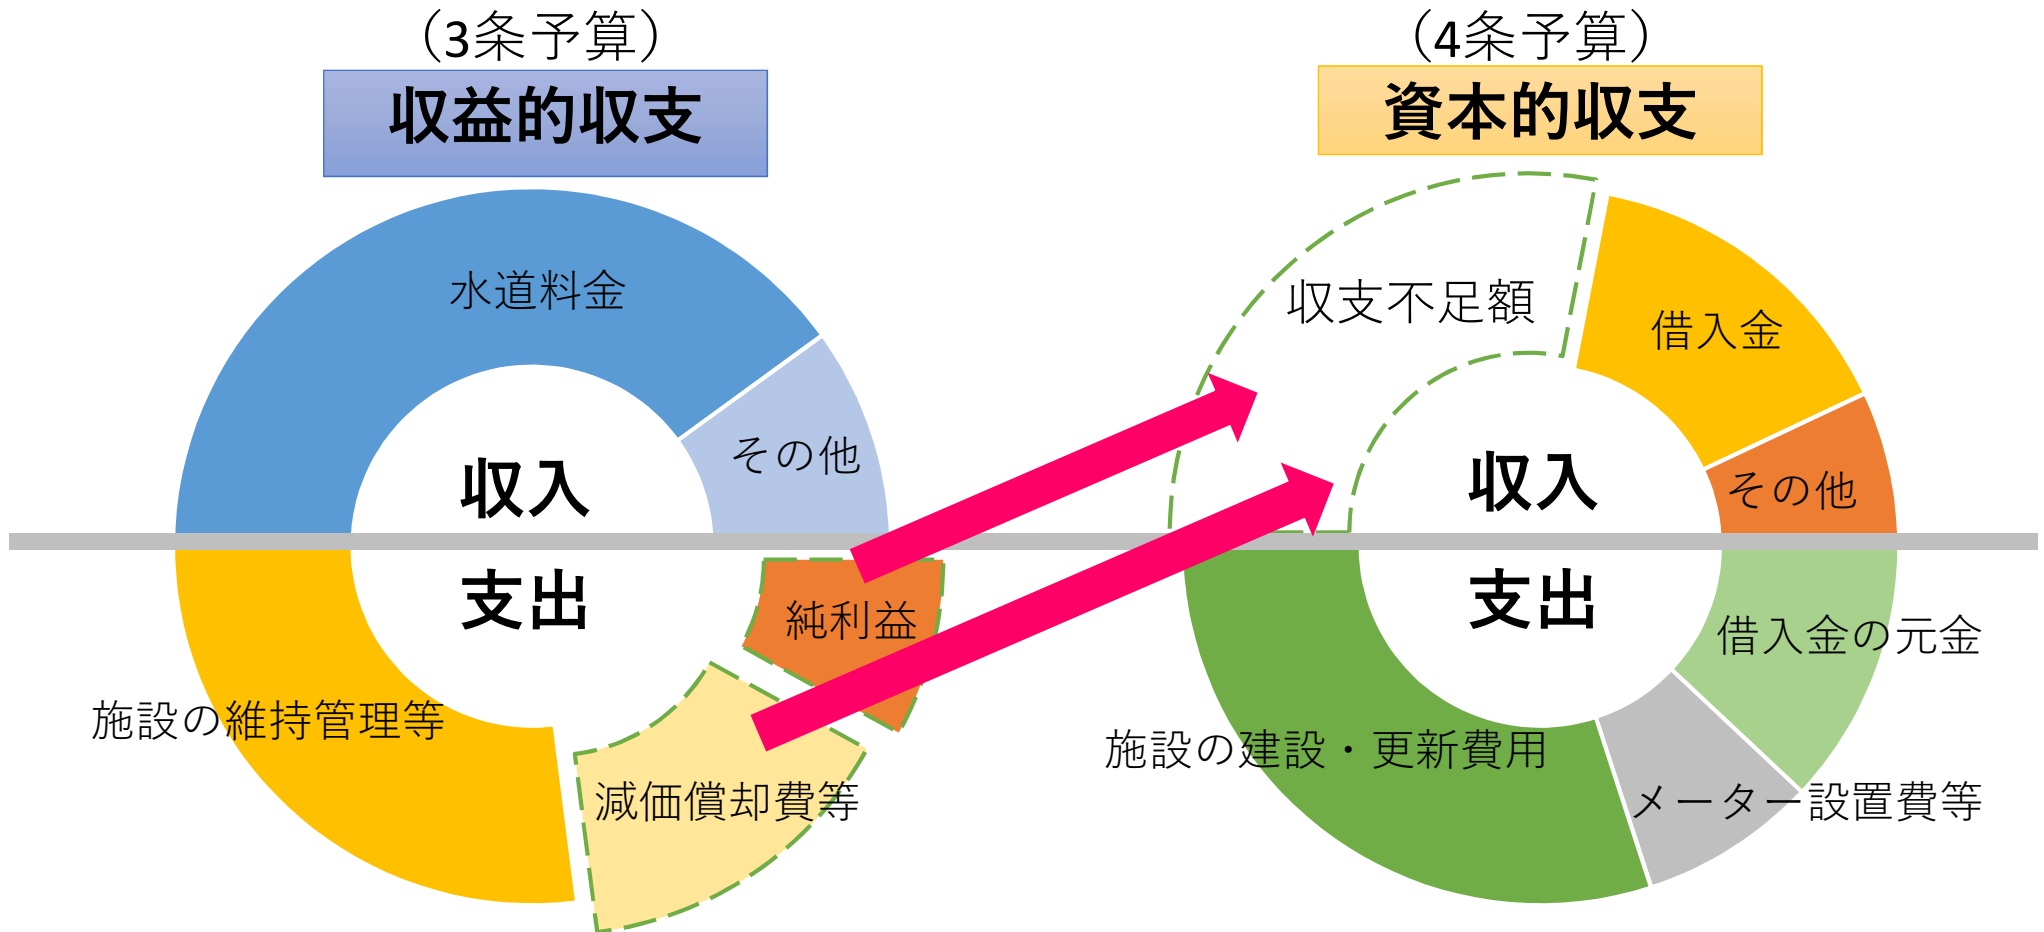 （3条予算）
収益的収支
水道料金
その他
収入
支出
純利益
施設の維持管理等
減価償却費等
（4条予算）
資本的収支
収支不足額
借入金
その他
収入
支出
借入金の元金
施設の建設・更新費用
メーター設置費等